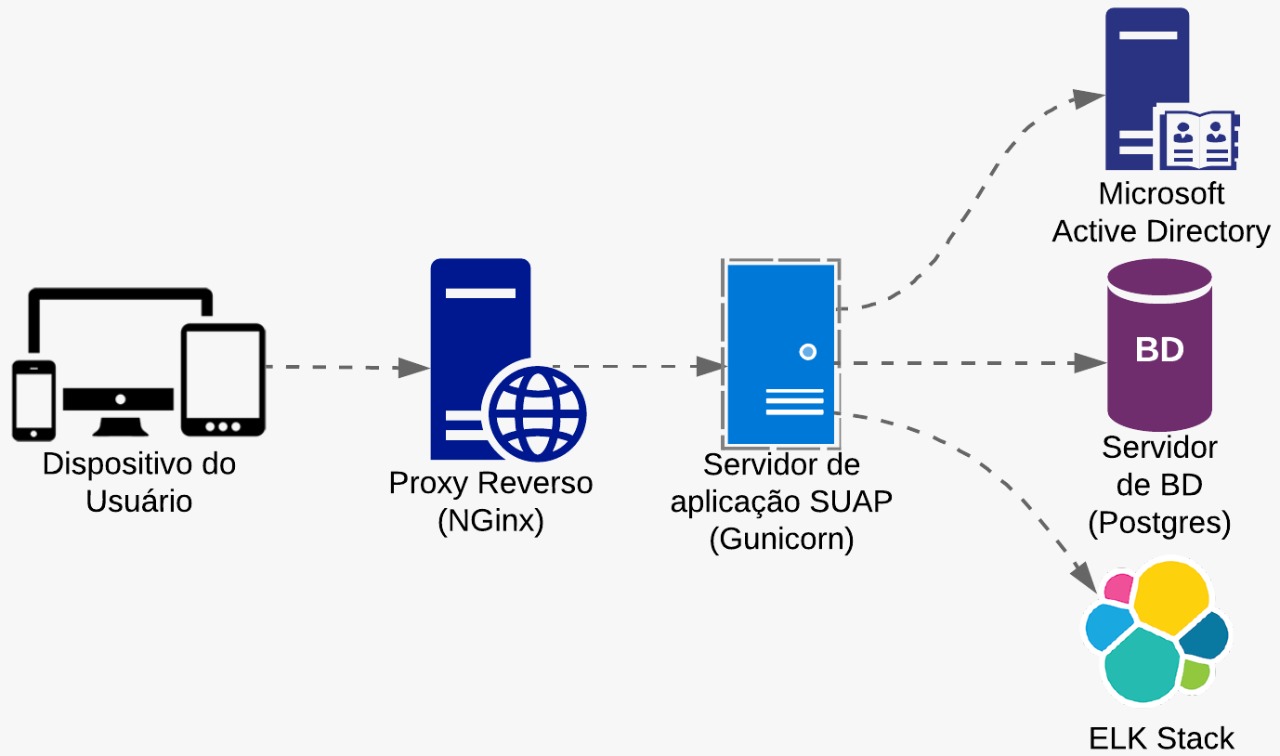 Dispositivo do
Usuário
Proxy Reverso
(NGinx)
Servidor de
aplicação SUAP
(Gunicorn)
Microsoft
Active Directory
BD
Servidor
de BD
(Postgres)
ELK Stack